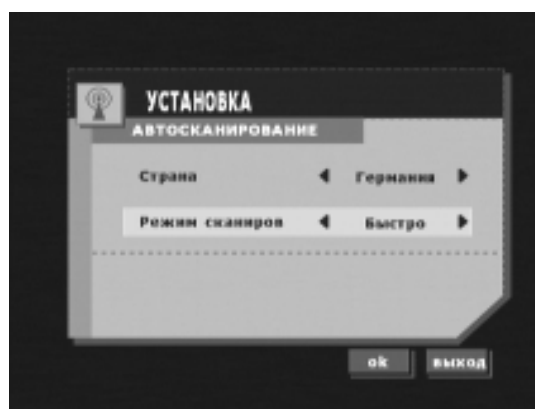 УСТАНОВКА
АВТОСКАНИРОВАНИЕ
Страна Германия
Режим сканиров Быстро
ok выход